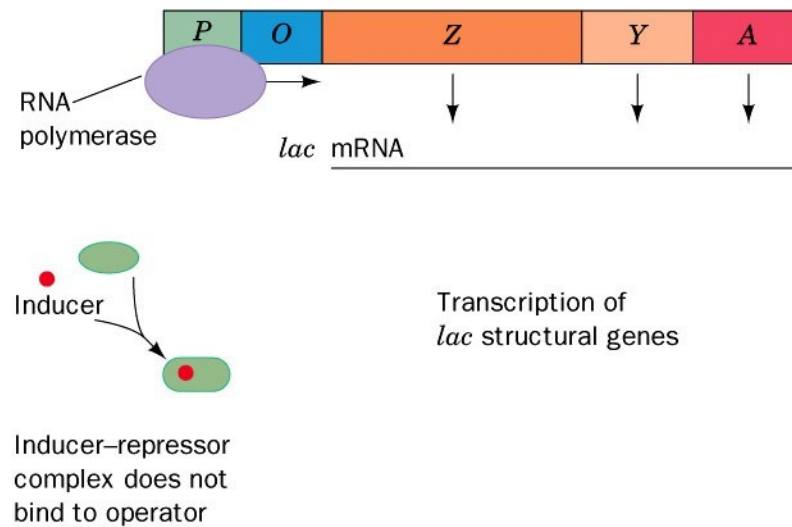 P O Z Y A
RNA
polymerase
lac mRNA
Inducer
Transcription of
lac structural genes
Inducer–repressor
complex does not
bind to operator